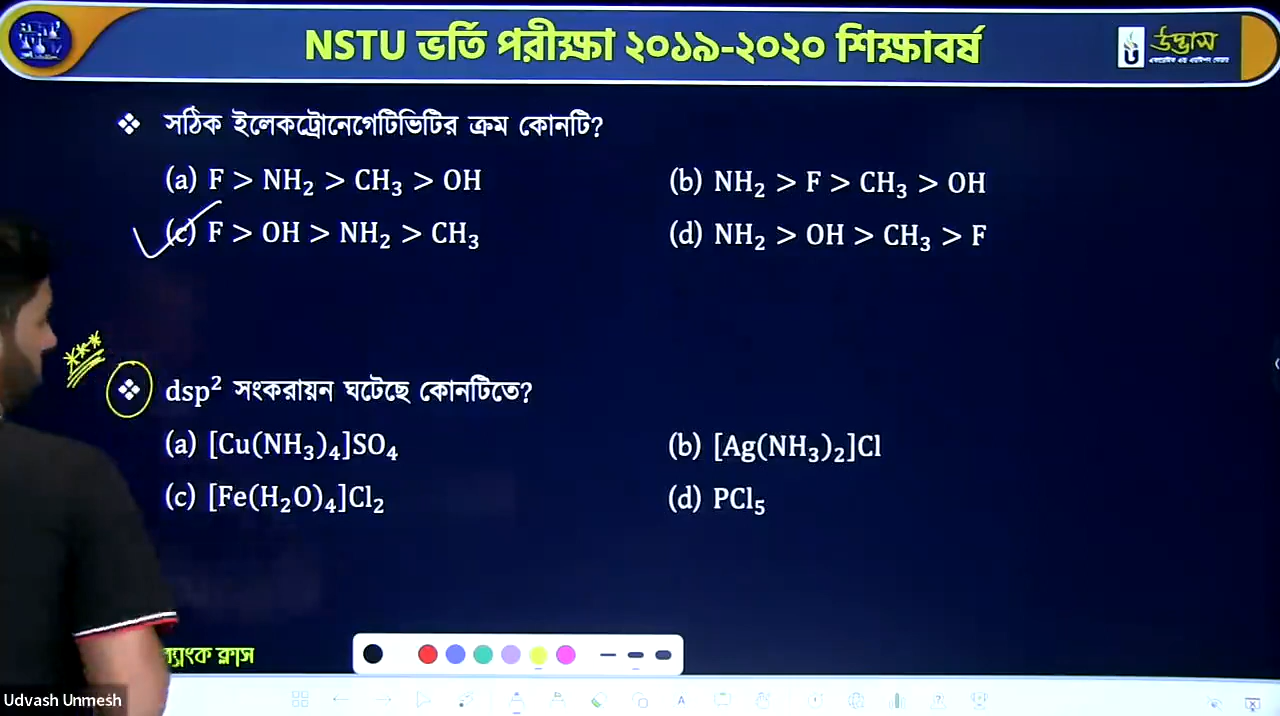 NSTU ভর্তি পরীক্ষা ২০১৯-২০২০ শিক্ষাবর্ষ
উদ্ভাস
❖ সঠিক ইলেকট্রোনেগেটিভিটির ক্রম কোনটি?
(a) F > NH₂ > CH₃ > OH
(b) NH₂ > F > CH₃ > OH
(c) F > OH > NH₂ > CH₃
(d) NH₂ > OH > CH₃ > F
❖ dsp² সংকরায়ন ঘটেছে কোনটিতে?
(a) [Cu(NH₃)₄]SO₄
(b) [Ag(NH₃)₂]Cl
(c) [Fe(H₂O)₄]Cl₂
(d) PCl₅
ক্লাস
Udvash Unmesh